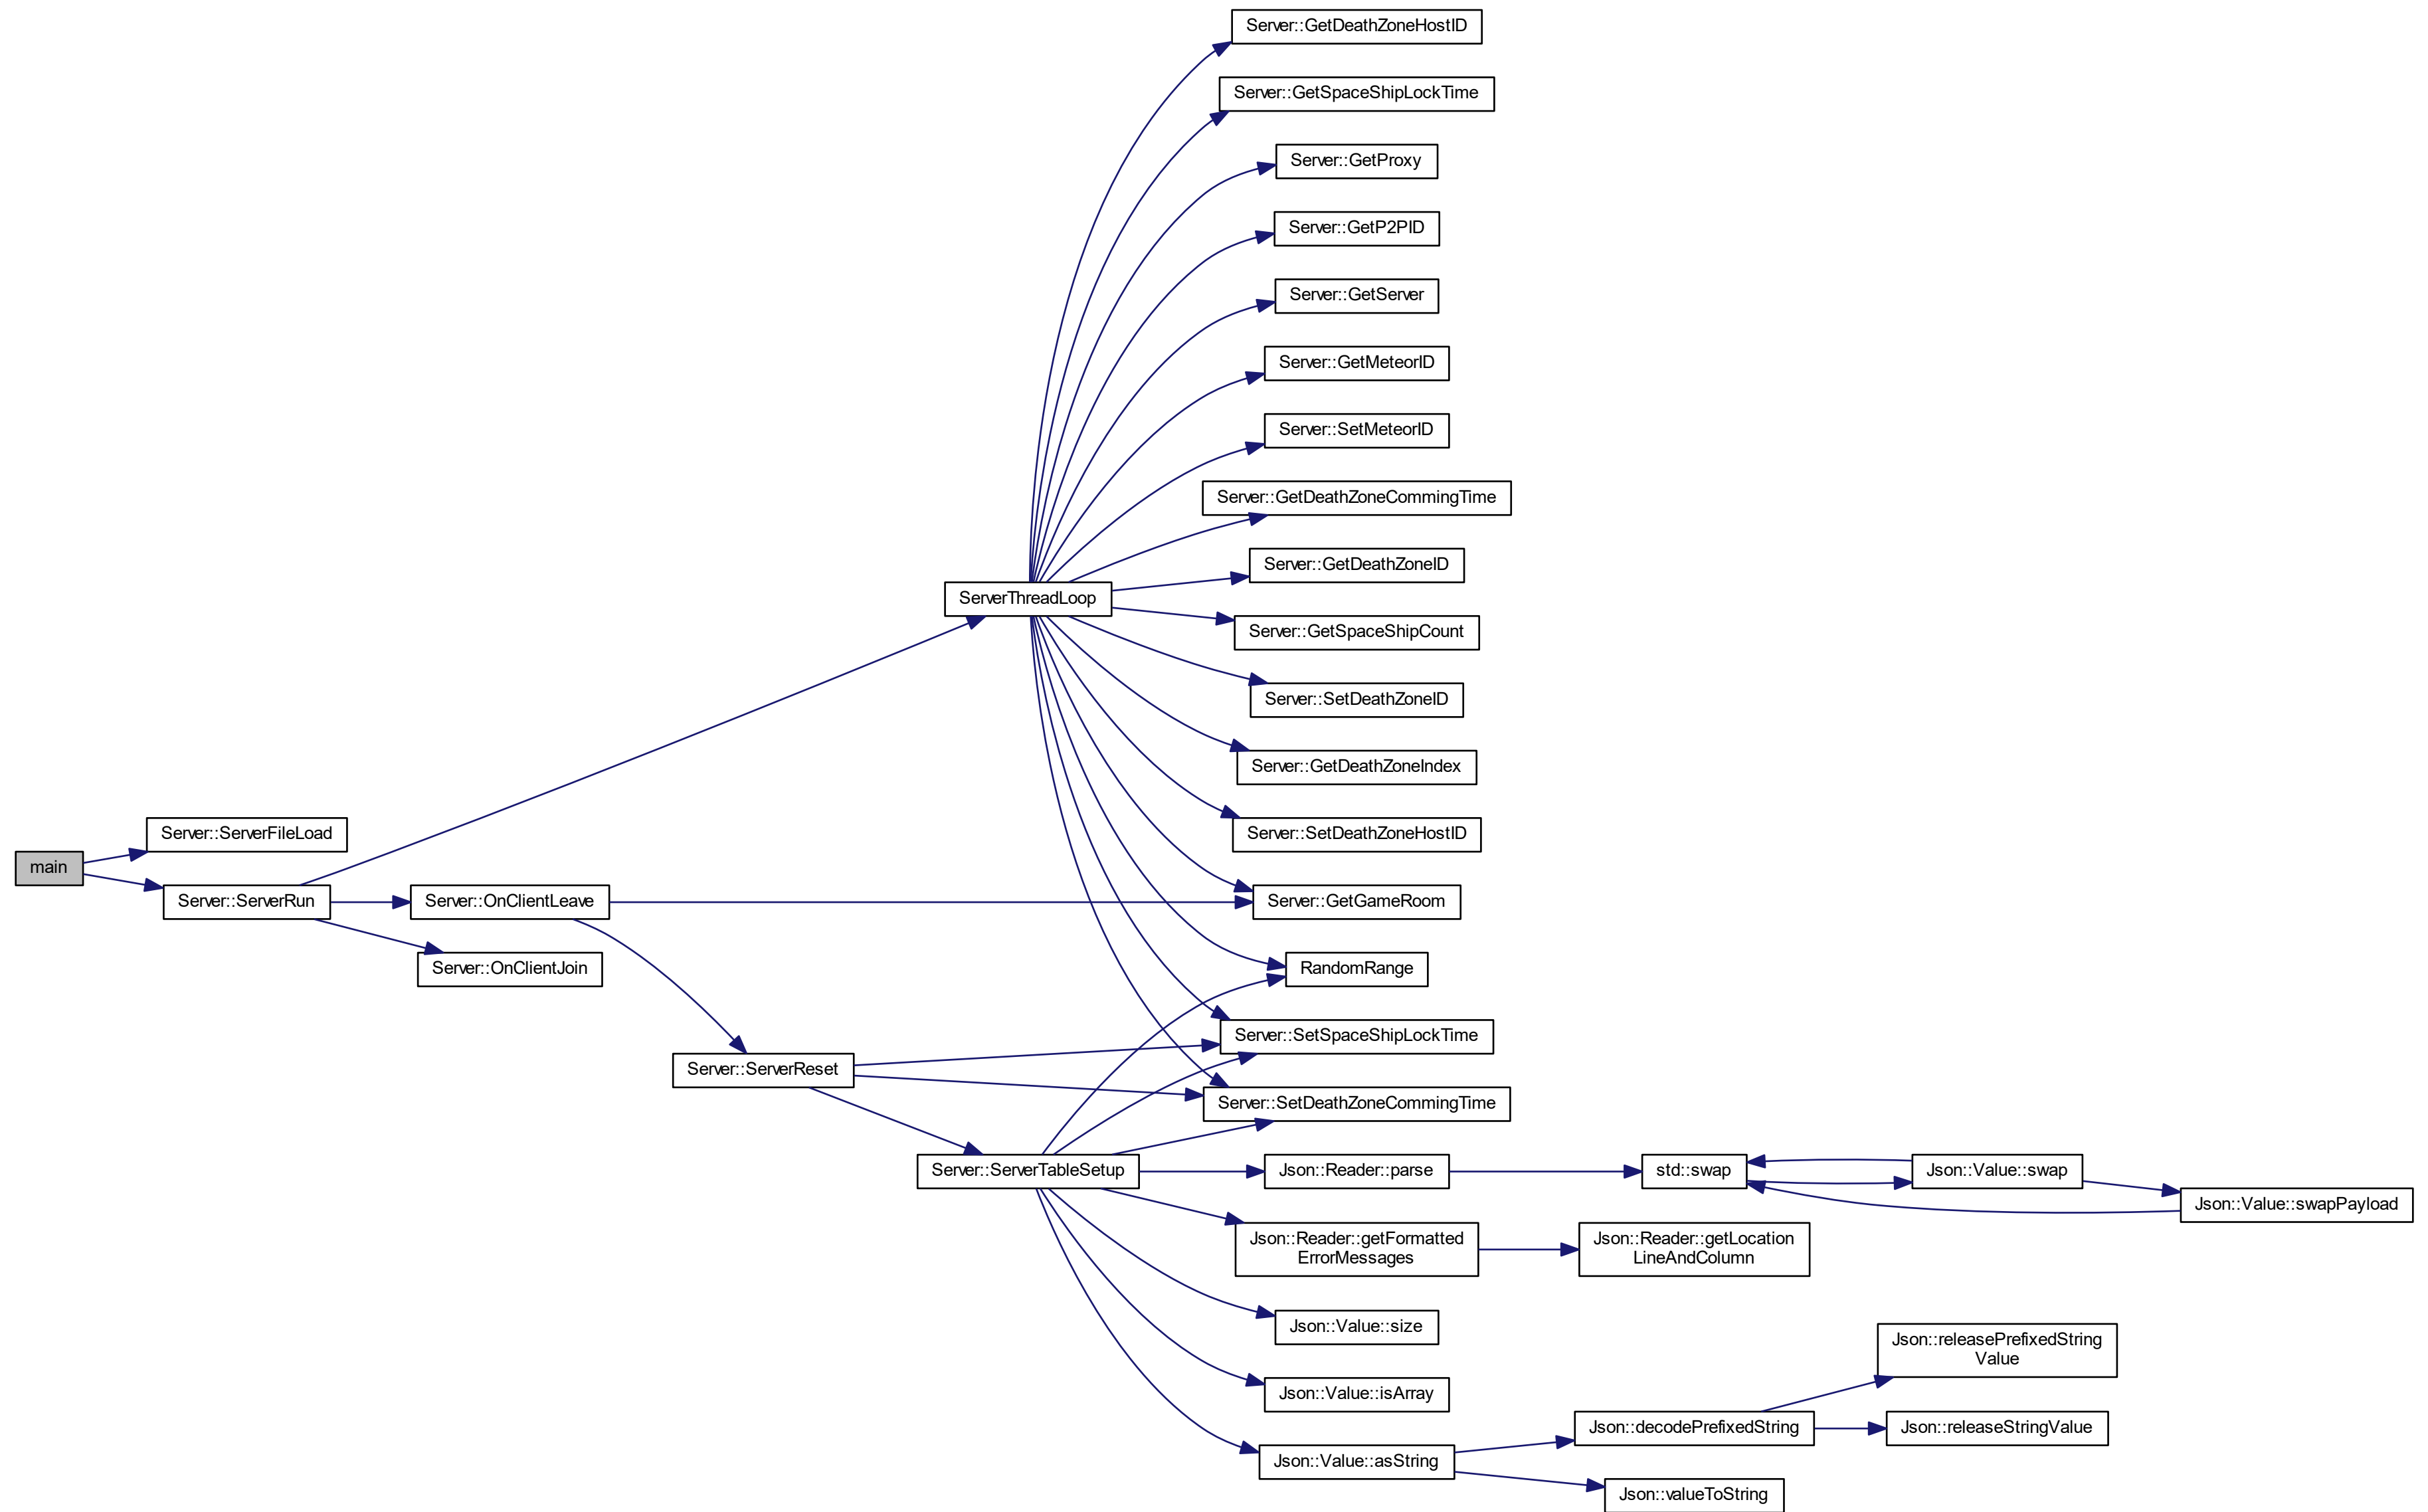 Server::GetDeathZoneHostID
Server::GetSpaceShipLockTime
Server::GetProxy
Server::GetP2PID
Server::GetServer
Server::GetMeteorID
Server::SetMeteorID
Server::GetDeathZoneCommingTime
Server::GetDeathZoneID
ServerThreadLoop
Server::GetSpaceShipCount
Server::SetDeathZoneID
Server::GetDeathZoneIndex
Server::ServerFileLoad
Server::SetDeathZoneHostID
main
Server::ServerRun
Server::OnClientLeave
Server::GetGameRoom
Server::OnClientJoin
RandomRange
Server::SetSpaceShipLockTime
Server::ServerReset
Server::SetDeathZoneCommingTime
Server::ServerTableSetup
Json::Reader::parse
std::swap
Json::Value::swap
Json::Value::swapPayload
Json::Reader::getFormatted
ErrorMessages
Json::Reader::getLocation
LineAndColumn
Json::Value::size
Json::releasePrefixedString
Value
Json::Value::isArray
Json::decodePrefixedString
Json::releaseStringValue
Json::Value::asString
Json::valueToString